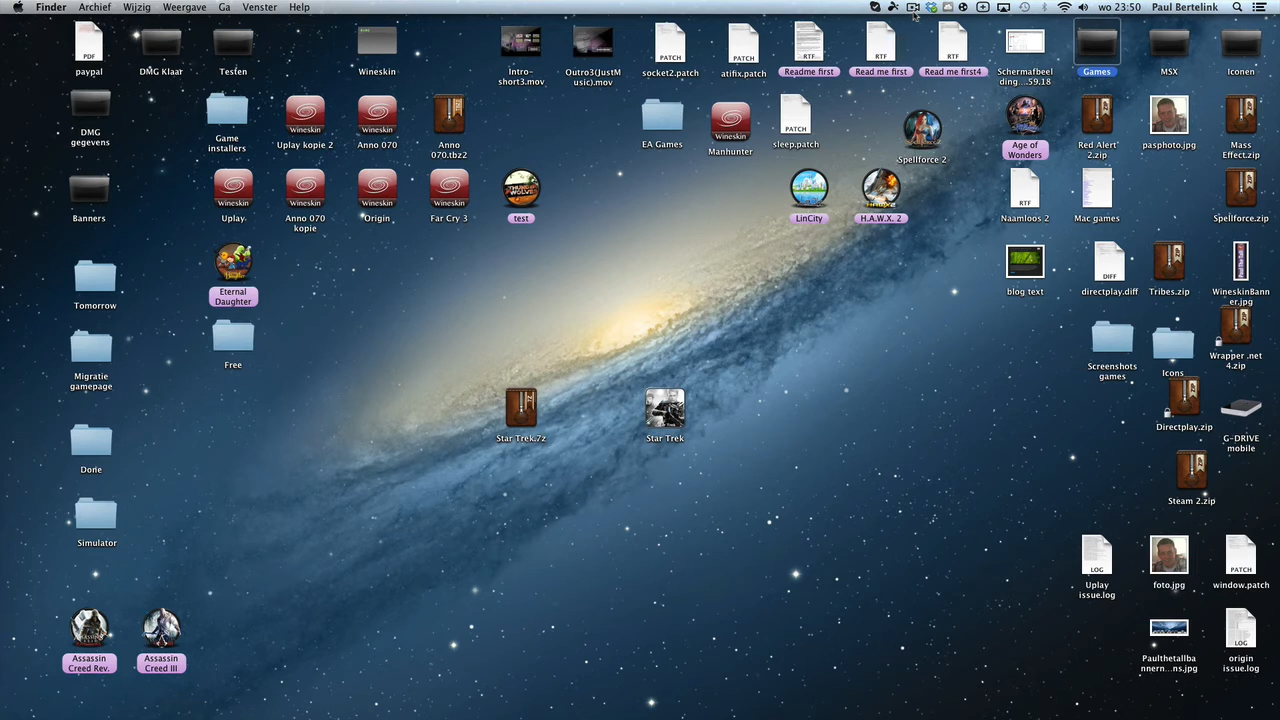 Finder Archief Wijzig Weergave Ga Venster Help wo 23:50 Paul Bertelink
PDF
paypal
DMG Klaar
Testen
Wineskin
Intro-
short3.mov
Outro3(JustM
usic).mov
PATCH
socket2.patch
PATCH
atifix.patch
RTF
Readme first
RTF
Read me first
RTF
Read me first4
Schermafbeel
ding...59.18
Games
MSX
Iconen
DMG
gegevens
Game
installers
Wineskin
Uplay kopie 2
Wineskin
Anno 070
Anno
070.tbz2
EA Games
Wineskin
Manhunter
PATCH
sleep.patch
Spellforce 2
Age of
Wonders
Red Alert
2.zip
pasphoto.jpg
Mass
Effect.zip
Banners
Wineskin
Uplay
Wineskin
Anno 070
kopie
Wineskin
Origin
Wineskin
Far Cry 3
test
LinCity
H.A.W.X. 2
RTF
Naamloos 2
Mac games
Spellforce.zip
Tomorrow
Eternal
Daughter
blog text
DIFF
directplay.diff
Tribes.zip
WineskinBann
er.jpg
Migratie
gamepage
Free
Screenshots
games
Icons
Wrapper .net
4.zip
7z
Star Trek.7z
Star Trek
Directplay.zip
G-DRIVE
mobile
Dorie
Steam 2.zip
Simulator
LOG
Uplay
issue.log
foto.jpg
PATCH
window.patch
Assassin
Creed Rev.
Assassin
Creed III
Paulthetallba
nnern...ns.jpg
LOG
origin
issue.log